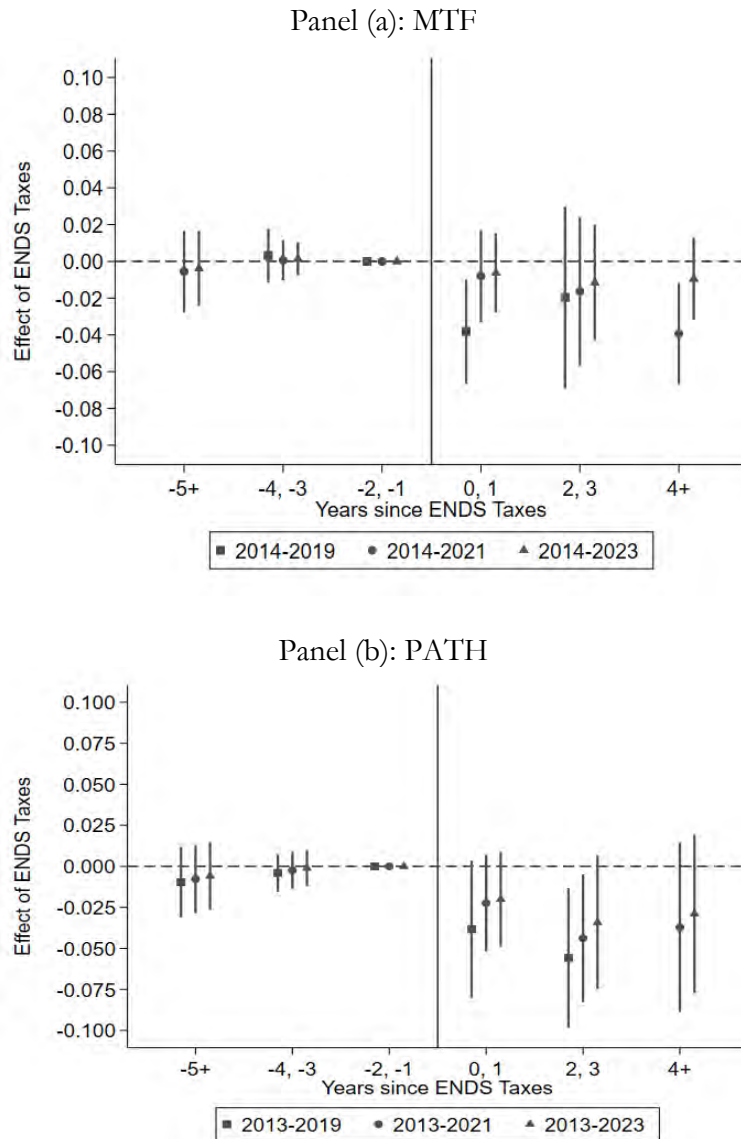 Panel (a): MTF
0.10
0.08
0.06
0.04
0.02
0.00
-0.02
-0.04
-0.06
-0.08
-0.10
Effect of ENDS Taxes
-5+ -4, -3 -2, -1 0, 1 2, 3 4+
Years since ENDS Taxes
2014-2019 2014-2021 2014-2023
Panel (b): PATH
0.100
0.075
0.050
0.025
0.000
-0.025
-0.050
-0.075
-0.100
Effect of ENDS Taxes
-5+ -4, -3 -2, -1 0, 1 2, 3 4+
Years since ENDS Taxes
2013-2019 2013-2021 2013-2023